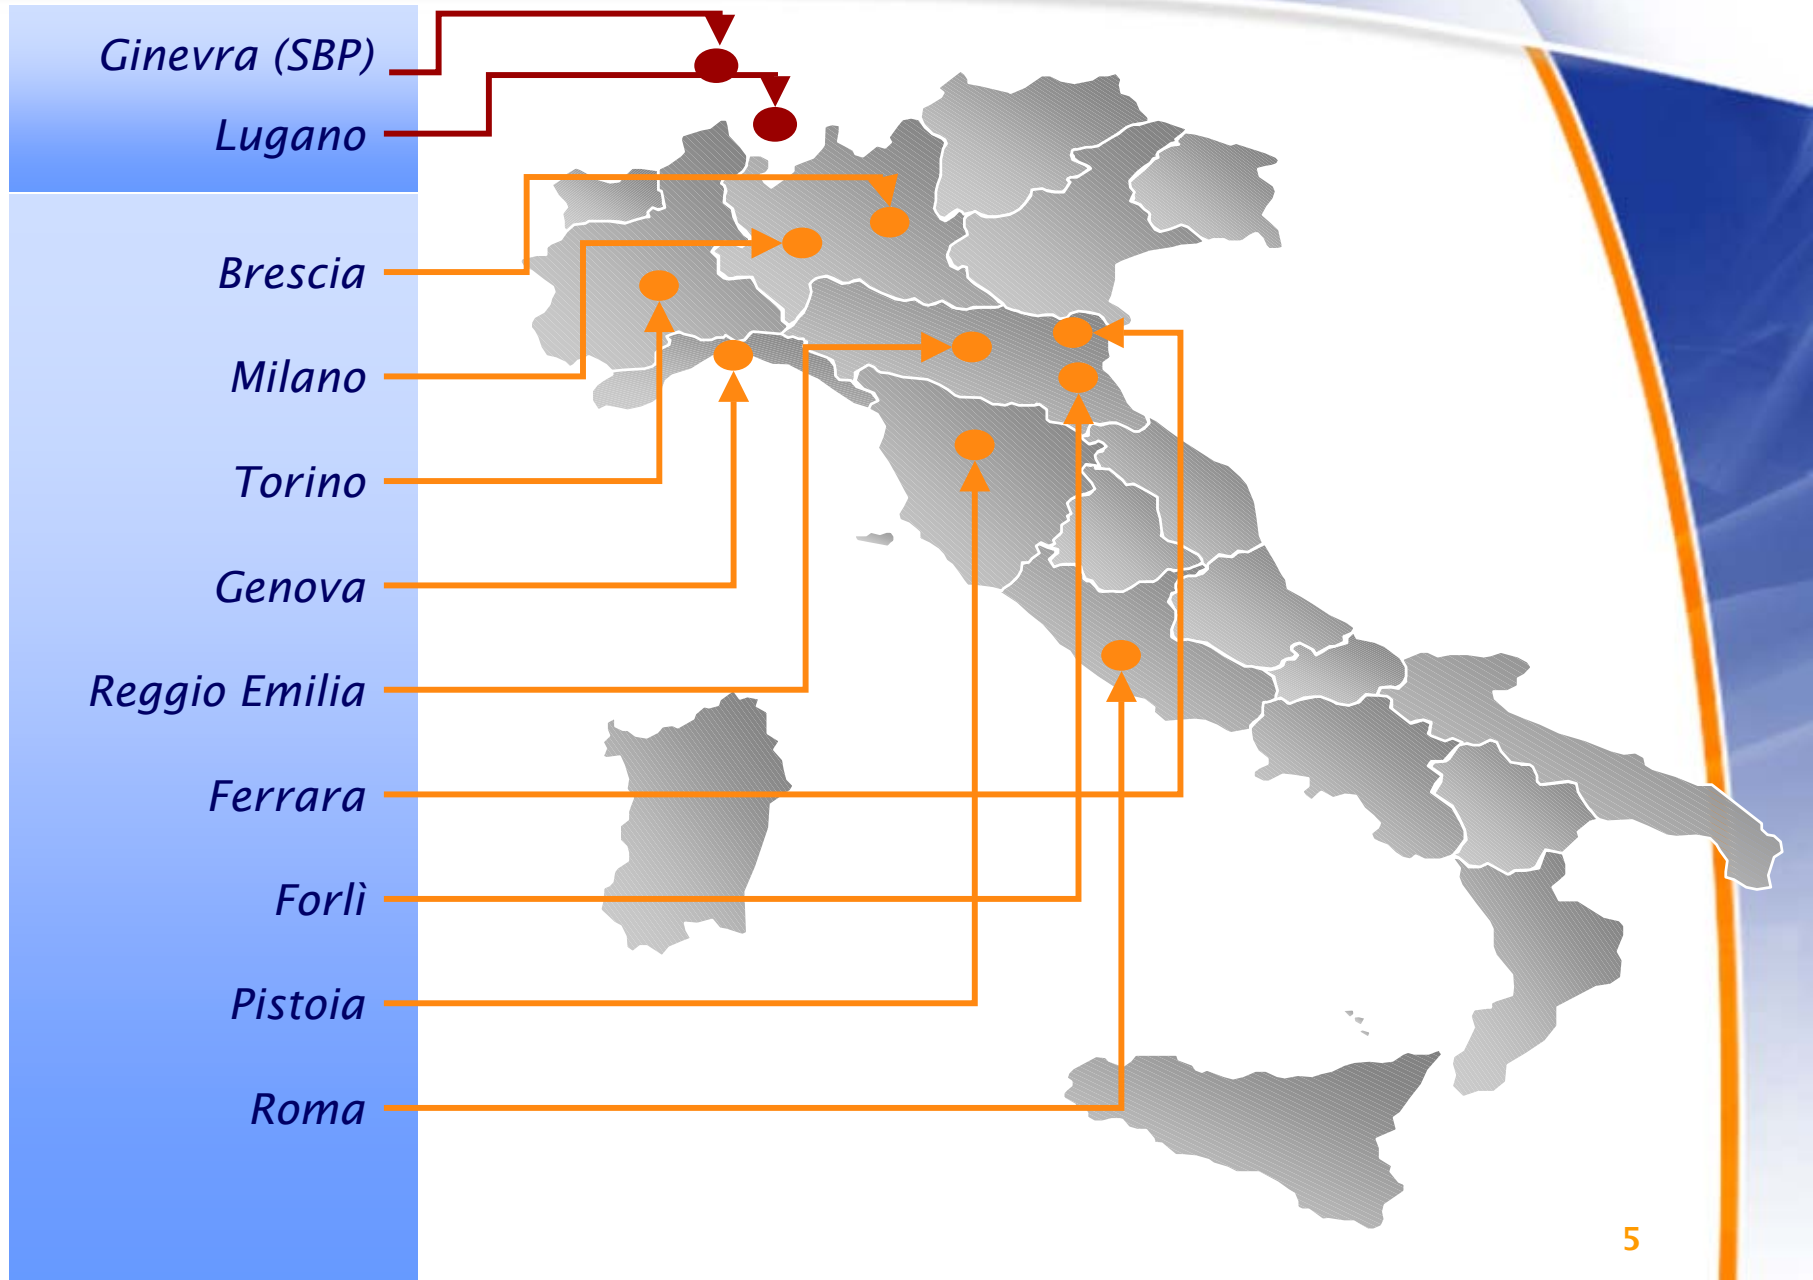 Ginevra (SBP)
Lugano
Brescia
Milano
Torino
Genova
Reggio Emilia
Ferrara
Forlì
Pistoia
Roma
5